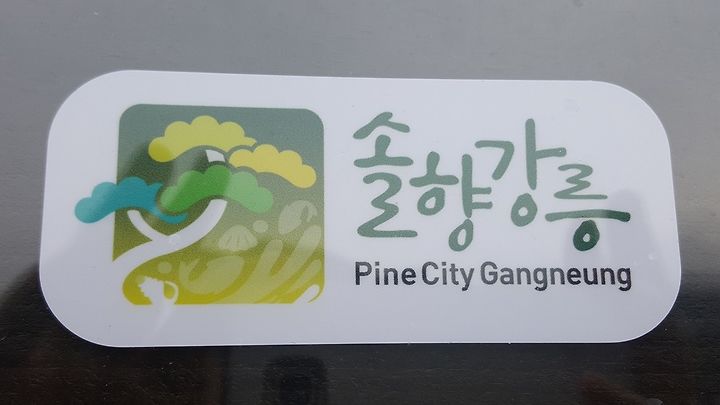 솔향강릉
Pine City Gangneung